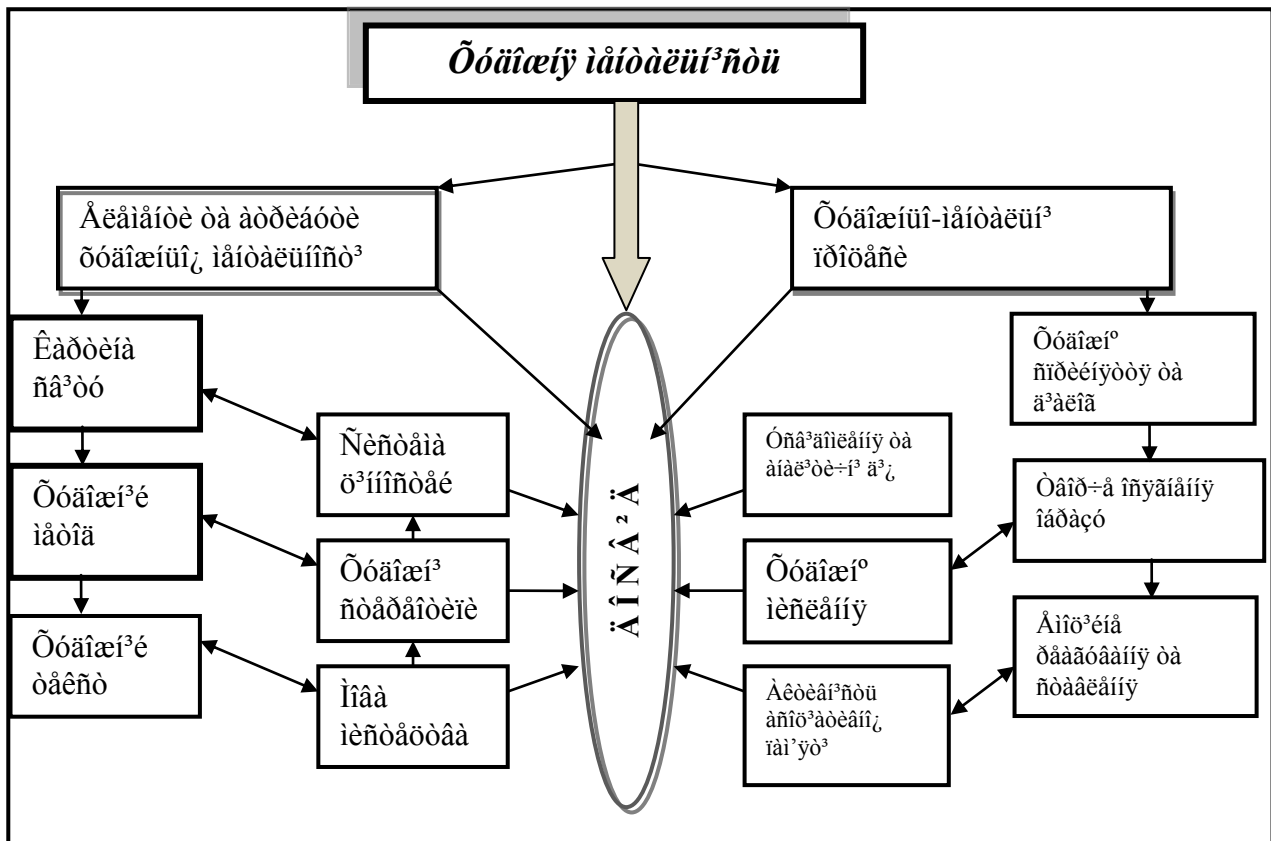 Õóäîæíÿ ìåíòàëüí³ñòü
Åëåìåíòè òà àòðèáóòè
õóäîæíüî¿ ìåíòàëüíîñò³
Õóäîæíüî-ìåíòàëüí³
ïðîöåñè
Êàðòèíà
ñâ³òó
Õóäîæí³é
ìåòîä
Õóäîæí³é
òåêñò
Ñèñòåìà
ö³ííîñòåé
Õóäîæí³
ñòåðåîòèïè
Ìîâà
ìèñòåöòâà
Ä Î Ñ Â ² Ä
Óñâ³äîìëåííÿ òà
àíàë³òè÷í³ ä³¿
Õóäîæíº
ìèñëåííÿ
Àêòèâí³ñòü
àñîö³àòèâíî¿
ïàì’ÿò³
Õóäîæíº
ñïðèéíÿòòÿ òà
ä³àëîã
Òâîð÷å îñÿãíåííÿ
îáðàçó
Åìîö³éíå
ðåàãóâàííÿ òà
ñòàâëåííÿ